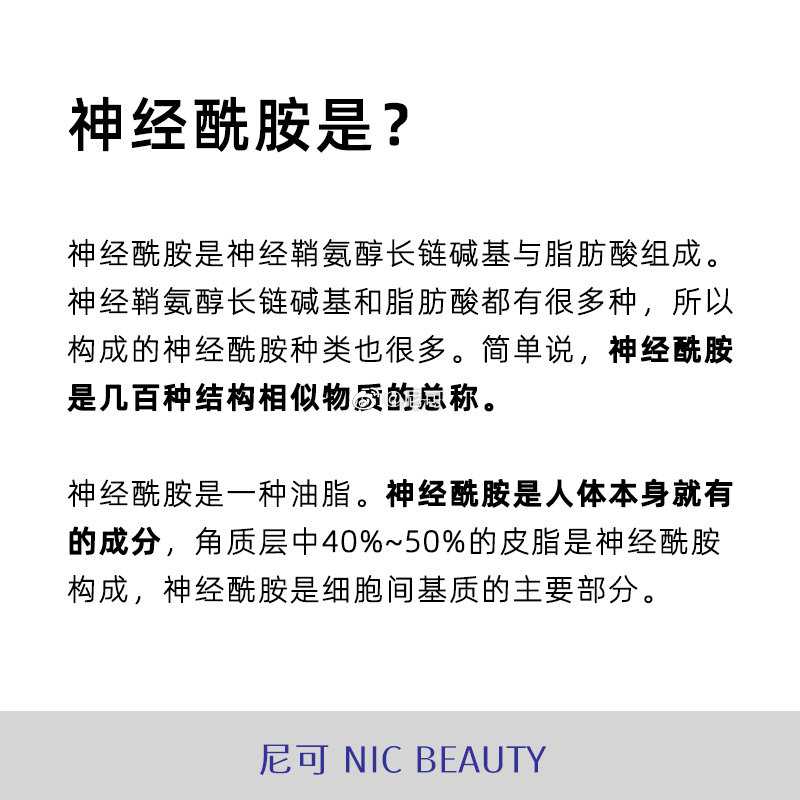 神经酰胺是？
神经酰胺是神经鞘氨醇长链碱基与脂肪酸组成。
神经鞘氨醇长链碱基和脂肪酸都有很多种，所以
构成的神经酰胺种类也很多。简单说，神经酰胺
是几百种结构相似物质的总称。
神经酰胺是一种油脂。神经酰胺是人体本身就有
的成分，角质层中40%~50%的皮脂是神经酰胺
构成，神经酰胺是细胞间基质的主要部分。
尼可 NIC BEAUTY